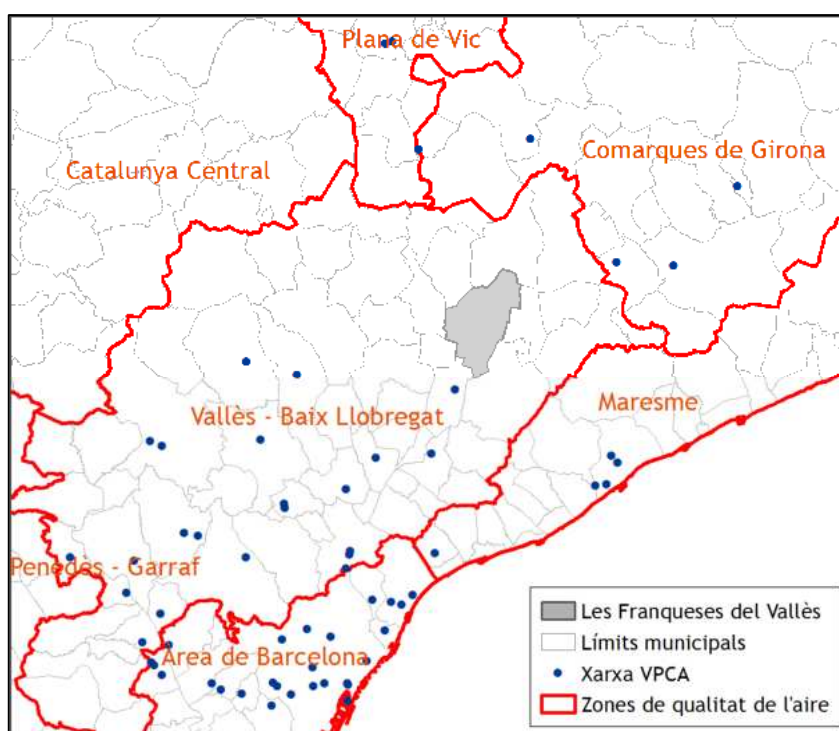 Plana de Vic
Catalunya Central
Comarques de Girona
Vallès - Baix Llobregat
Maresme
Penedès - Garraf
Àrea de Barcelona
Les Franqueses del Vallès
Límits municipals
Xarxa VPCA
Zones de qualitat de l'aire